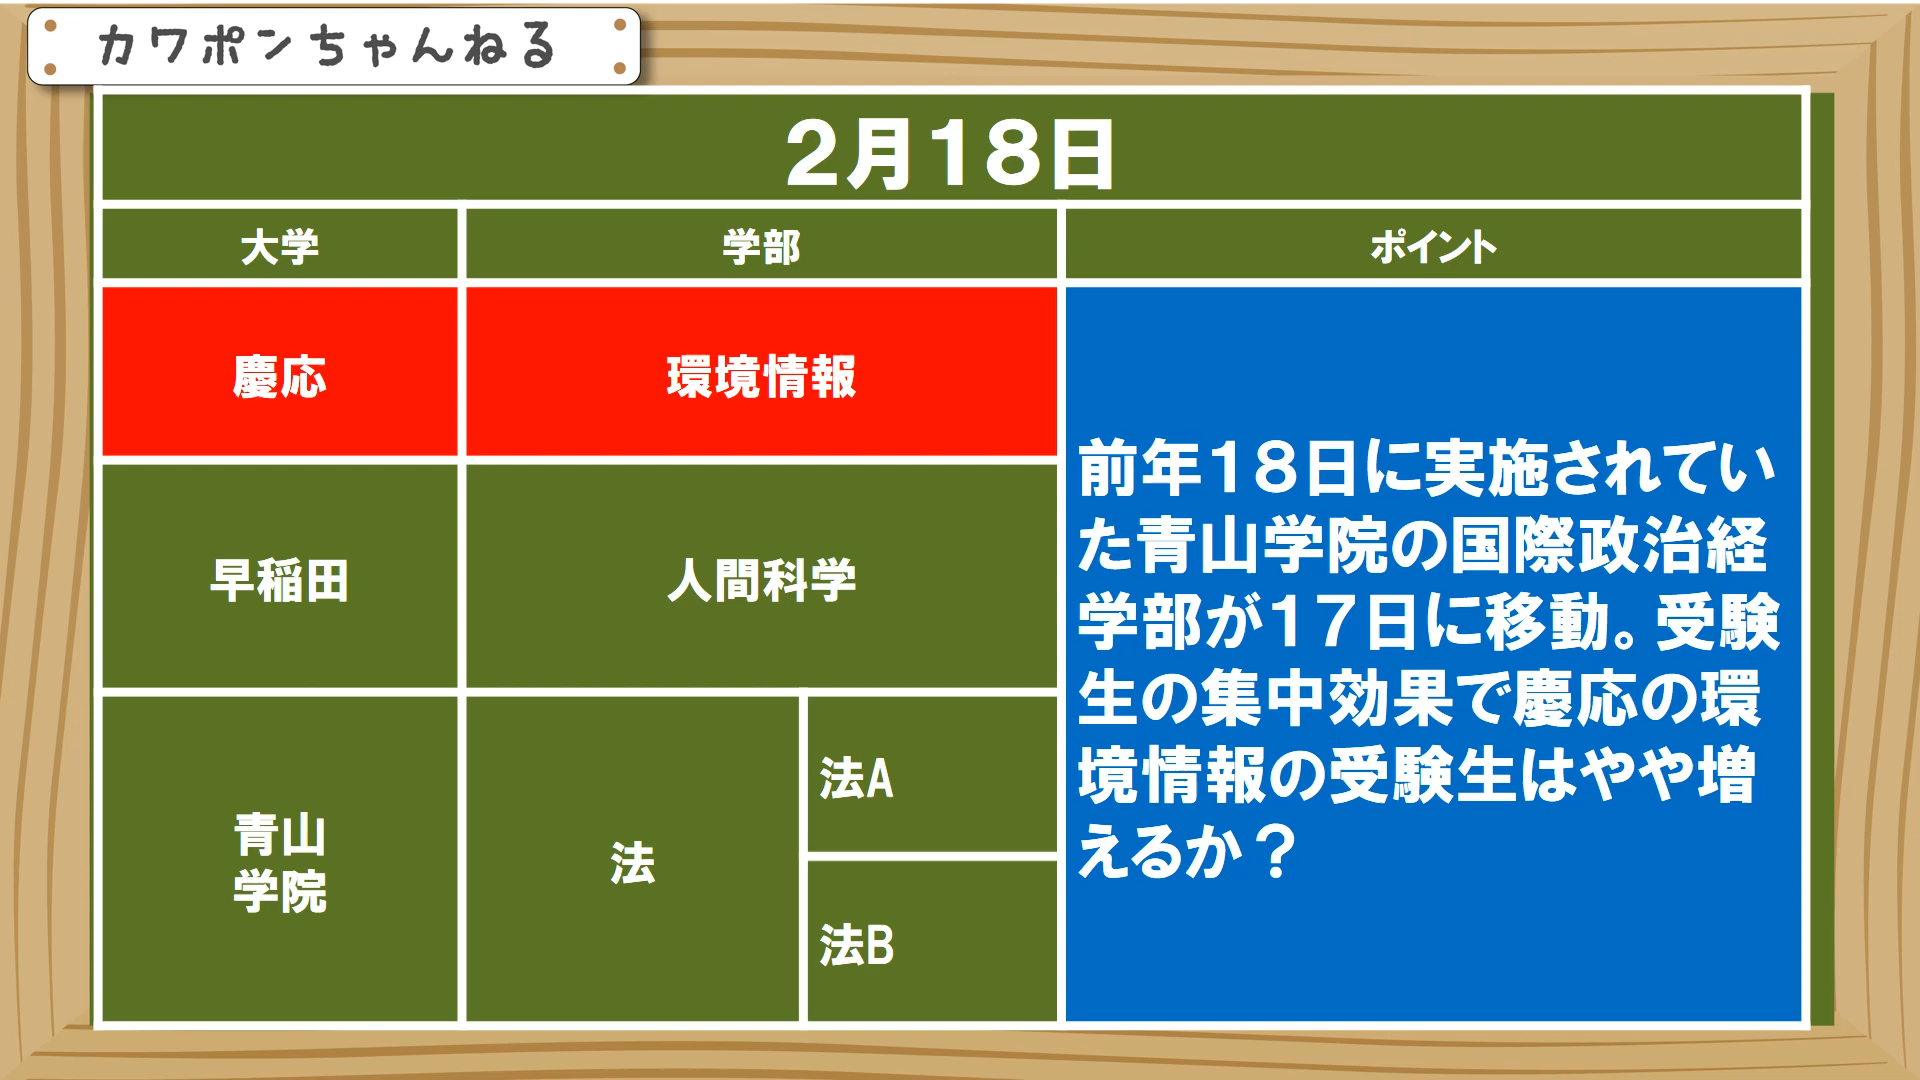 カワポンちゃんねる
２月１８日
大学
学部
ポイント
慶応
環境情報
早稲田
人間科学
青山
学院
法
法A
法B
前年１８日に実施されてい
た青山学院の国際政治経
学部が１７日に移動。受験
生の集中効果で慶応の環
境情報の受験生はやや増
えるか？